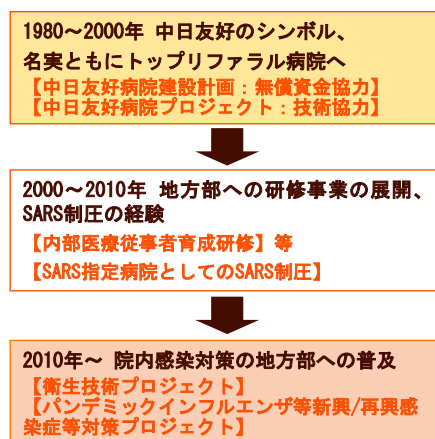 1980～2000年 中日友好のシンボル、
名実ともにトップリファラル病院へ
【中日友好病院建設計画：無償資金協力】
【中日友好病院プロジェクト：技術協力】
2000～2010年 地方部への研修事業の展開、
SARS制圧の経験
【内部医療従事者育成研修】等
【SARS指定病院としてのSARS制圧】
2010年～ 院内感染対策の地方部への普及
【衛生技術プロジェクト】
【パンデミックインフルエンザ等新興/再興感
染症等対策プロジェクト】